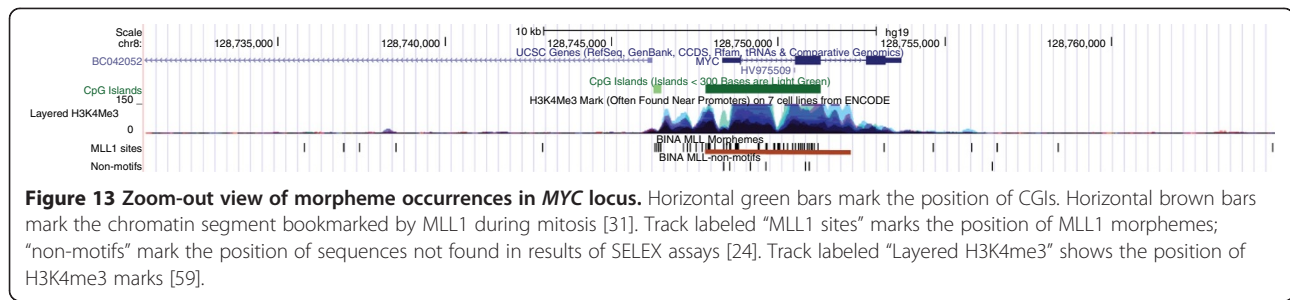 Scale 10 kb hg19
chr8: 128,735,000 128,740,000 128,745,000 128,750,000 128,755,000 128,760,000
UCSC Genes (RefSeq, GenBank, CCDS, Rfam, tRNAs & Comparative Genomics)
BC042052 MYC
HV975509
CpG Islands (Islands < 300 Bases are Light Green)
CpG Islands
H3K4Me3 Mark (Often Found Near Promoters) on 7 cell lines from ENCODE
150
Layered H3K4Me3
0
BINA MLL Morphemes
MLL1 sites
BINA MLL-non-motifs
Non-motifs
Figure 13 Zoom-out view of morpheme occurrences in MYC locus. Horizontal green bars mark the position of CGIs. Horizontal brown bars
mark the chromatin segment bookmarked by MLL1 during mitosis [31]. Track labeled “MLL1 sites” marks the position of MLL1 morphemes;
“non-motifs” mark the position of sequences not found in results of SELEX assays [24]. Track labeled “Layered H3K4me3” shows the position of
H3K4me3 marks [59].